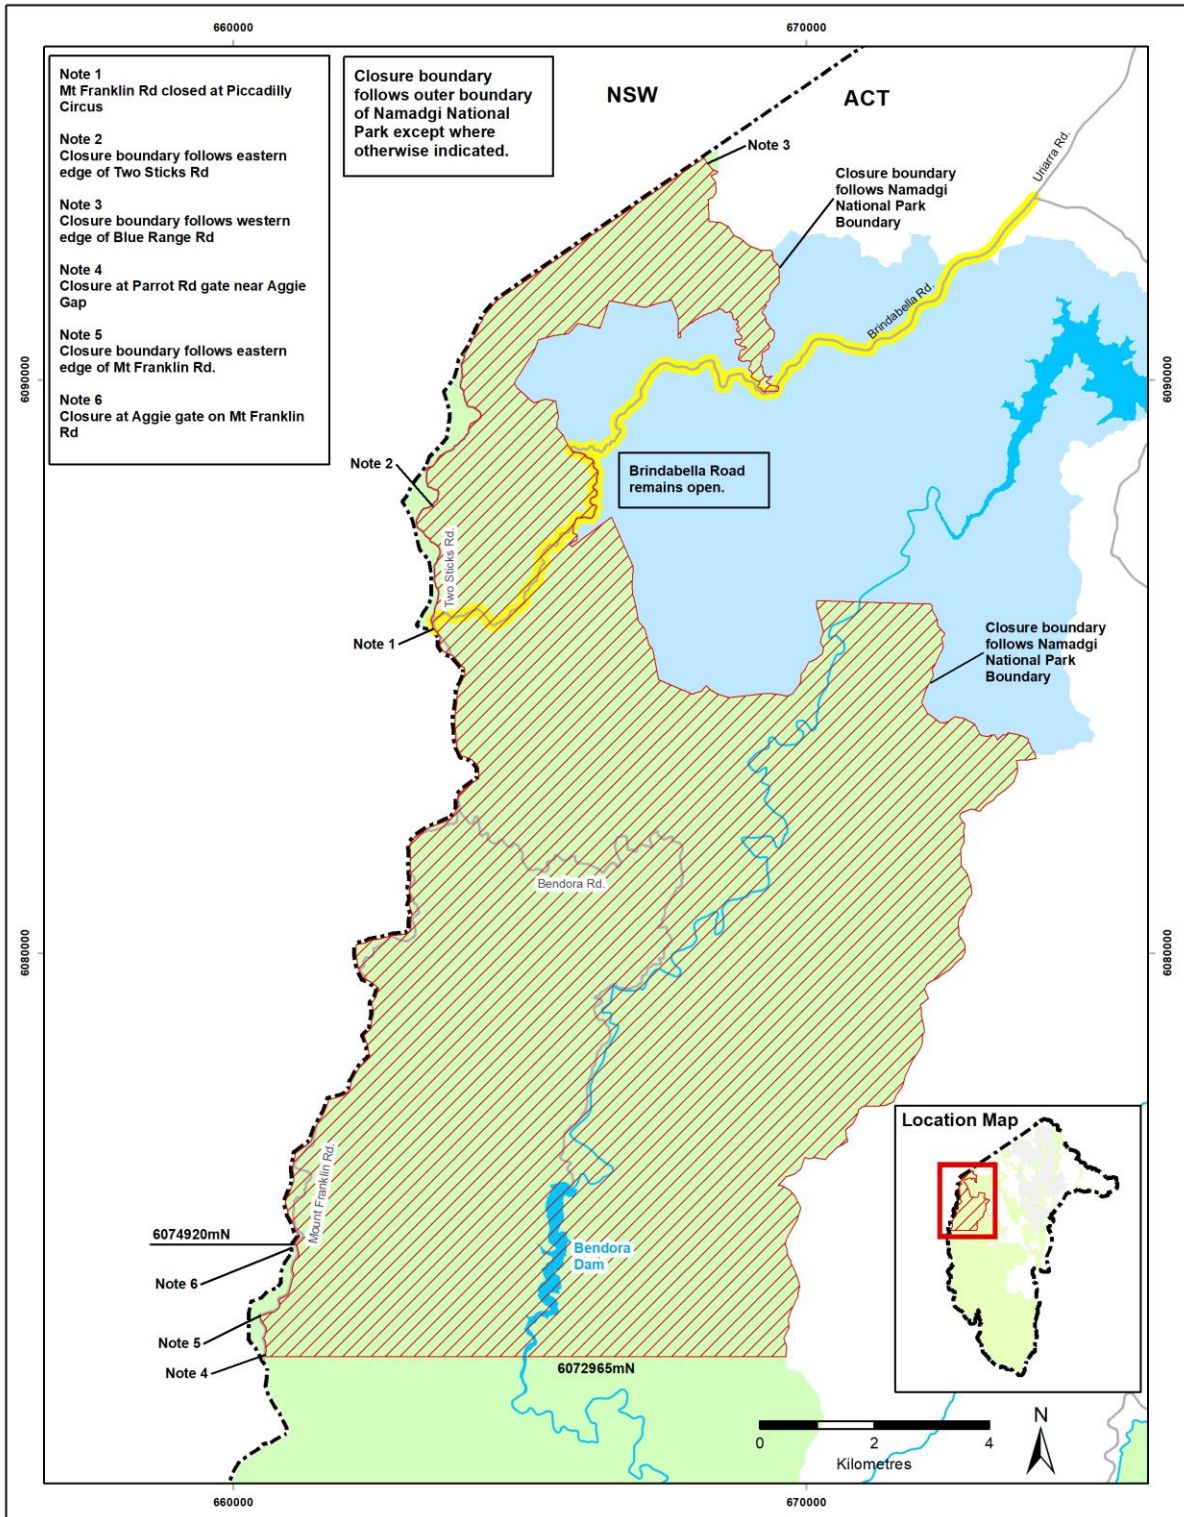 660000
670000
Note 1
Mt Franklin Rd closed at Piccadilly
Circus
Note 2
Closure boundary follows eastern
edge of Two Sticks Rd
Note 3
Closure boundary follows western
edge of Blue Range Rd
Note 4
Closure at Parrot Rd gate near Aggie
Gap
Note 5
Closure boundary follows eastern
edge of Mt Franklin Rd.
Note 6
Closure at Aggie gate on Mt Franklin
Rd
Closure boundary
follows outer boundary
of Namadgi National
Park except where
otherwise indicated.
NSW
ACT
Note 3
Uriarra Rd.
Closure boundary
follows Namadgi
National Park
Boundary
Brindabella Rd.
6090000
6090000
Note 2
Brindabella Road
remains open.
Two Sticks Rd.
Note 1
Closure boundary
follows Namadgi
National Park
Boundary
Bendora Rd.
6080000
6080000
Location Map
Mount Franklin Rd.
6074920mN
Note 6
Bendora
Dam
Note 5
Note 4
6072965mN
N
0 2 4
Kilometres
660000
670000